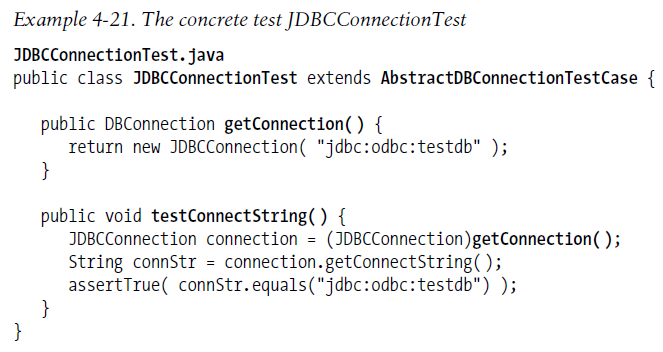 Example 4-21. The concrete test JDBCConnectionTest
JDBCConnectionTest.java
public class JDBCConnectionTest extends AbstractDBConnectionTestCase {
public DBConnection getConnection() {
return new JDBCConnection( "jdbc:odbc:testdb" );
}
public void testConnectString() {
JDBCConnection connection = (JDBCConnection)getConnection();
String connStr = connection.getConnectString();
assertTrue( connStr.equals("jdbc:odbc:testdb") );
}
}